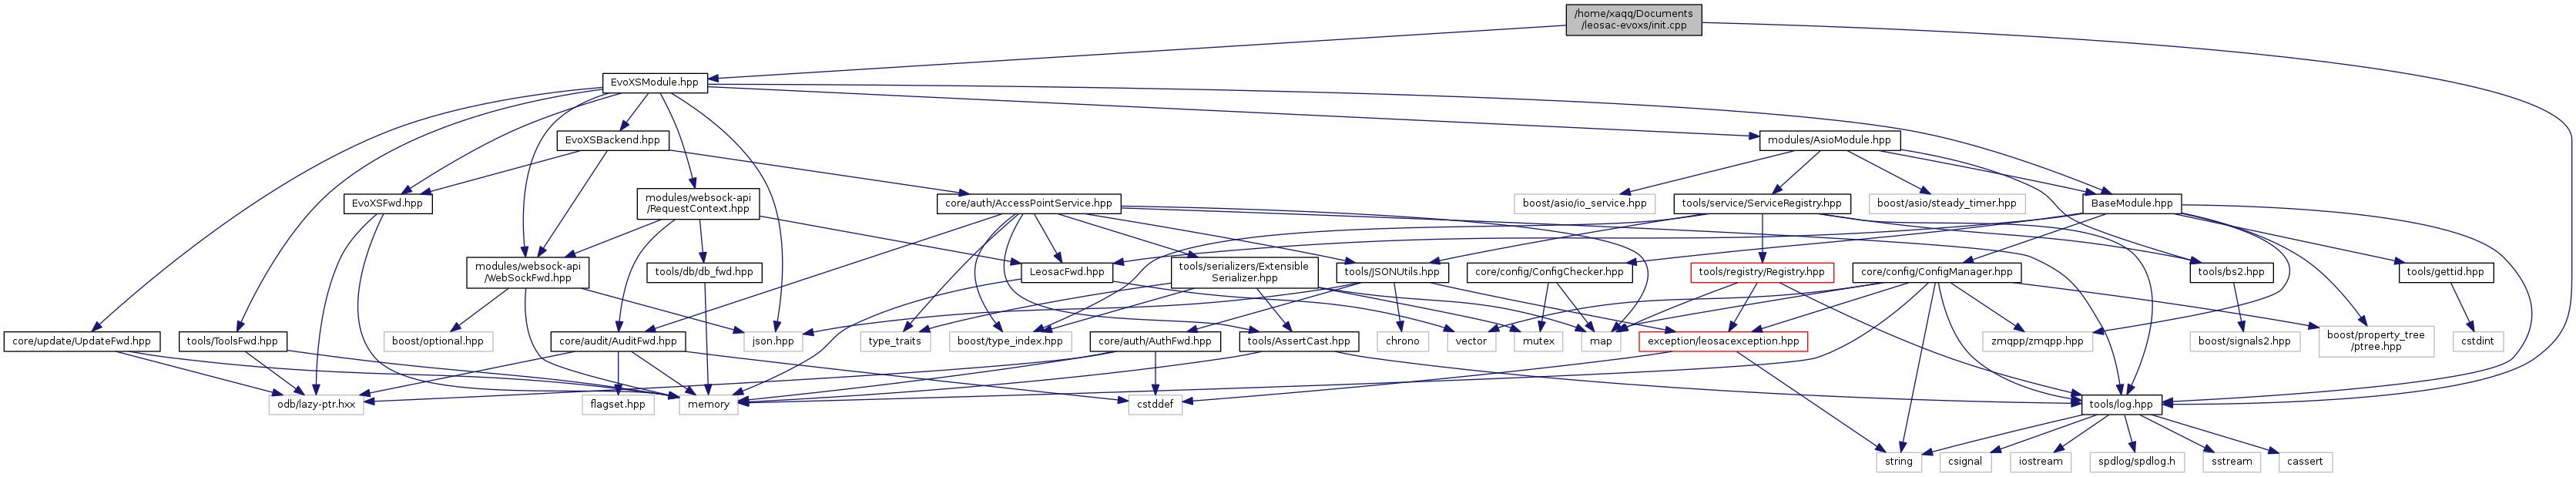 /home/xaqq/Documents
/leosac-evoxs/init.cpp
EvoXSModule.hpp
EvoXSBackend.hpp
modules/AsioModule.hpp
EvoXSFwd.hpp
modules/websock-api
/RequestContext.hpp
core/auth/AccessPointService.hpp
boost/asio/io_service.hpp
tools/service/ServiceRegistry.hpp
boost/asio/steady_timer.hpp
BaseModule.hpp
modules/websock-api
/WebSockFwd.hpp
tools/db/db_fwd.hpp
LeosacFwd.hpp
tools/serializers/Extensible
Serializer.hpp
tools/JSONUtils.hpp
core/config/ConfigChecker.hpp
tools/registry/Registry.hpp
core/config/ConfigManager.hpp
tools/bs2.hpp
tools/gettid.hpp
core/update/UpdateFwd.hpp
tools/ToolsFwd.hpp
boost/optional.hpp
core/audit/AuditFwd.hpp
json.hpp
type_traits
boost/type_index.hpp
core/auth/AuthFwd.hpp
tools/AssertCast.hpp
chrono
vector
mutex
map
exception/leosacexception.hpp
zmqpp/zmqpp.hpp
boost/signals2.hpp
boost/property_tree
/ptree.hpp
cstdint
odb/lazy-ptr.hxx
flagset.hpp
memory
cstddef
tools/log.hpp
string
csignal
iostream
spdlog/spdlog.h
sstream
cassert